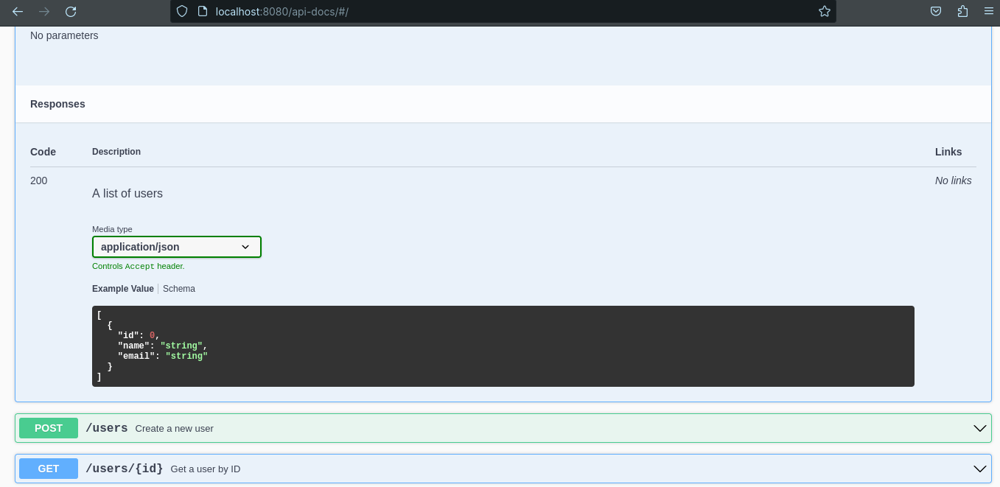 localhost:8080/api-docs/#/
No parameters
Responses
Code Description Links
200 No links
A list of users
Media type
application/json
Controls Accept header.
Example Value Schema
[
  {
    "id": 0,
    "name": "string",
    "email": "string"
  }
]
POST /users Create a new user
GET /users/{id} Get a user by ID